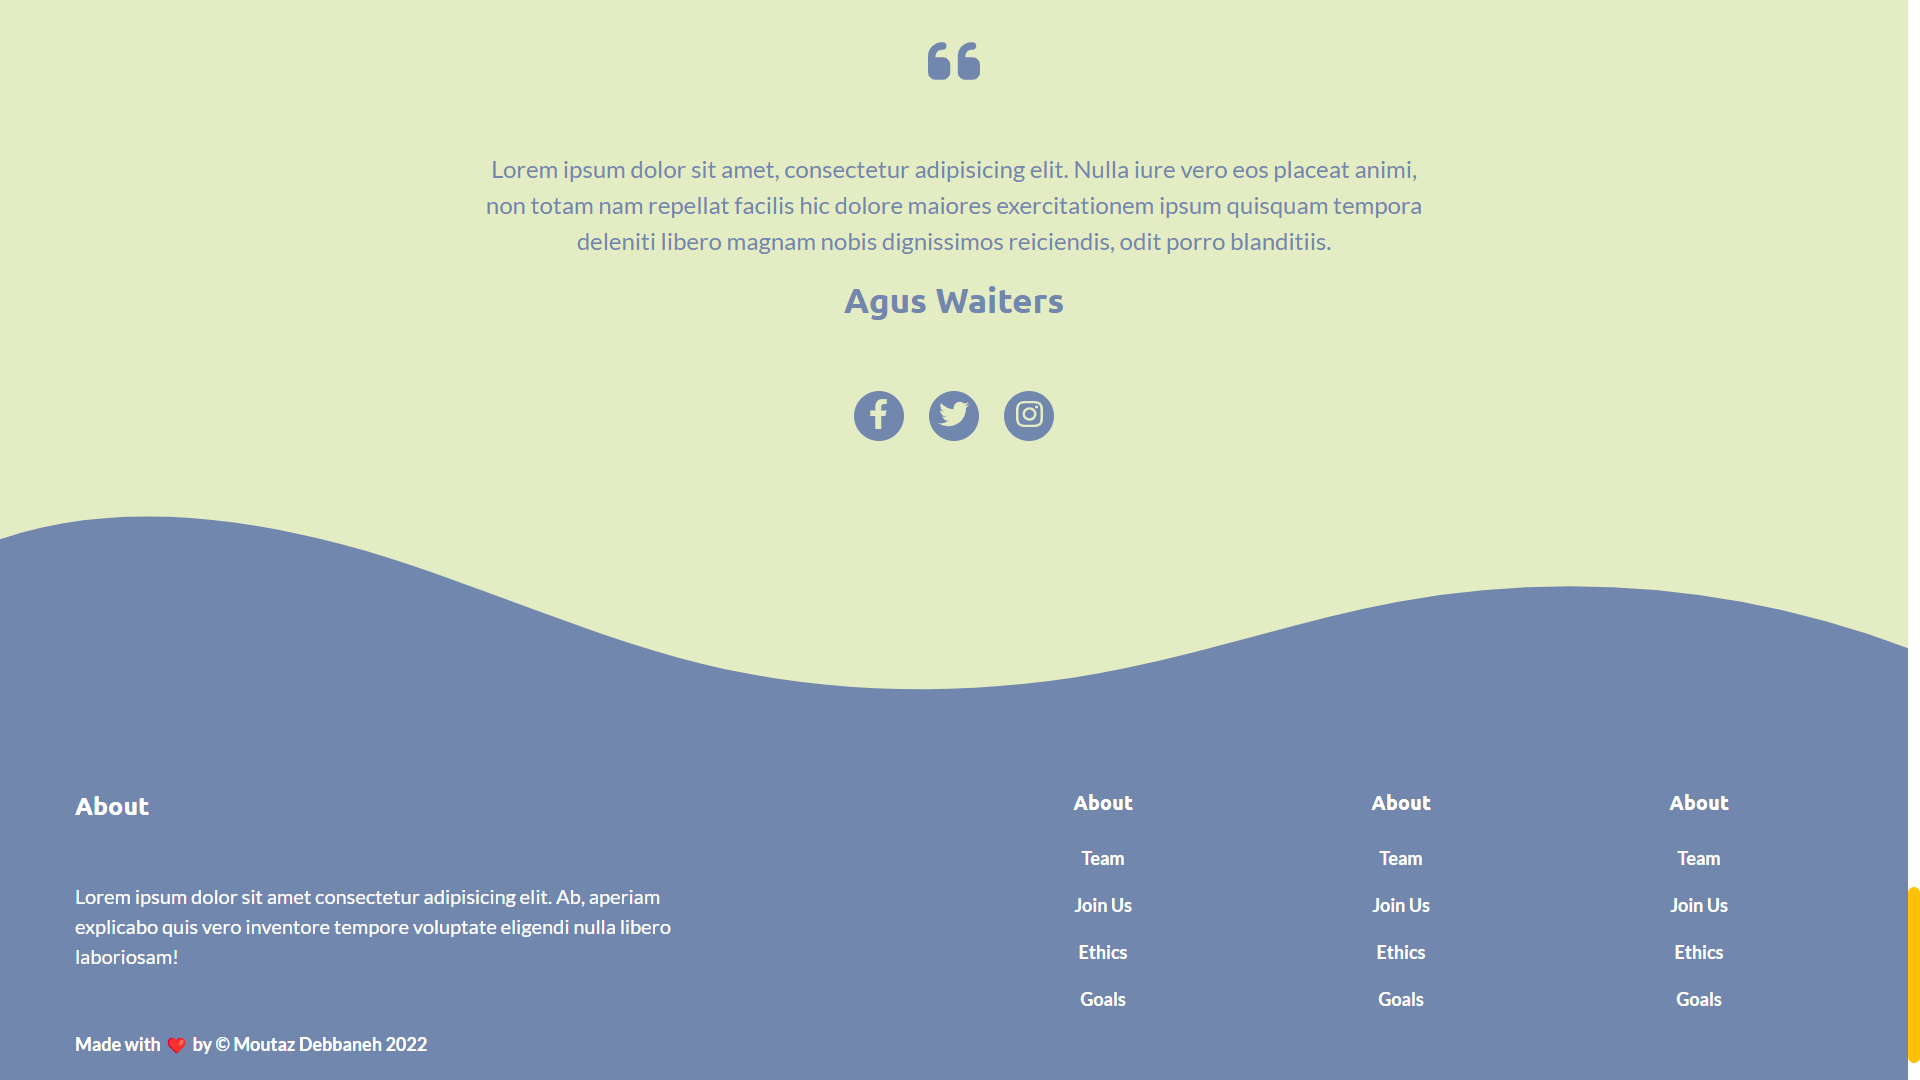 Lorem ipsum dolor sit amet, consectetur adipisicing elit. Nulla iure vero eos placeat animi,
non totam nam repellat facilis hic dolore maiores exercitationem ipsum quisquam tempora
deleniti libero magnam nobis dignissimos reiciendis, odit porro blanditiis.
Agus Waiters
About
Lorem ipsum dolor sit amet consectetur adipisicing elit. Ab, aperiam
explicabo quis vero inventore tempore voluptate eligendi nulla libero
laboriosam!
Made with ❤️ by © Moutaz Debbaneh 2022
About
Team
Join Us
Ethics
Goals
About
Team
Join Us
Ethics
Goals
About
Team
Join Us
Ethics
Goals